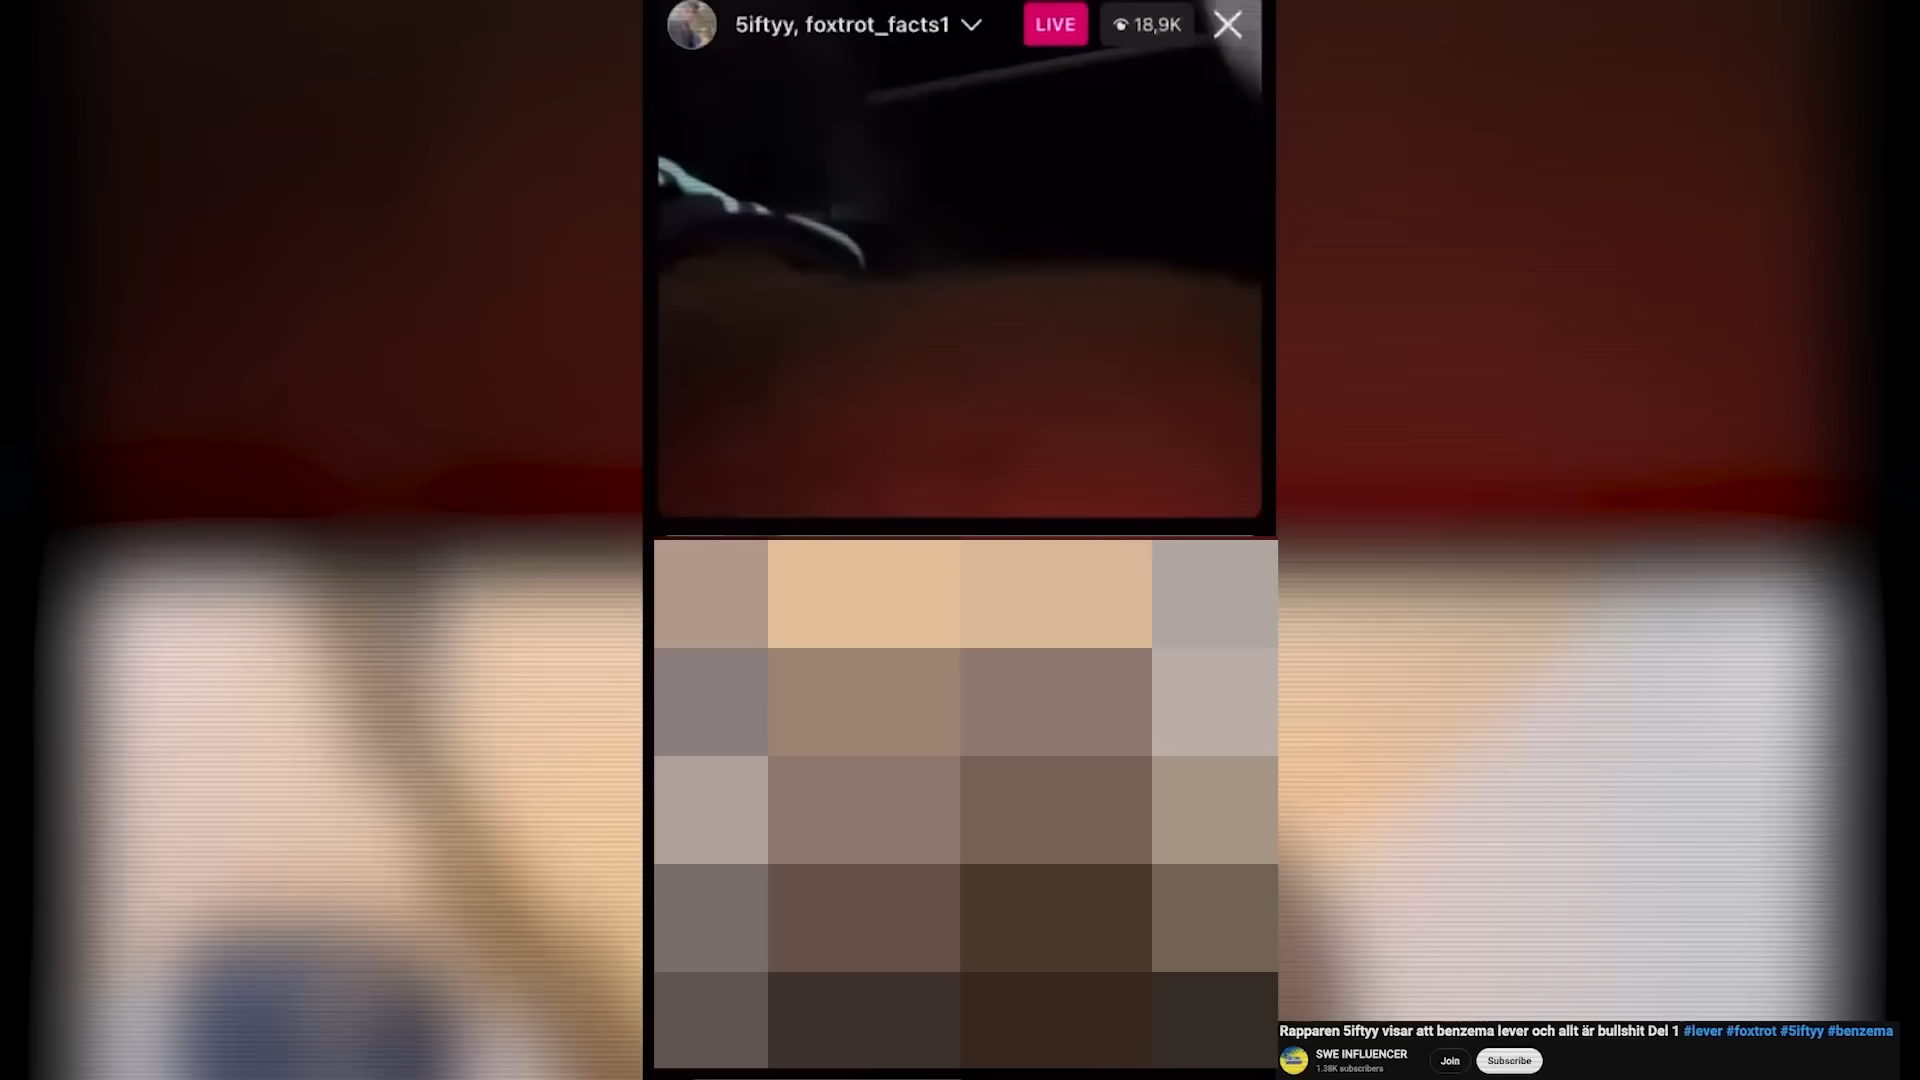 5iftyy, foxtrot_facts1
LIVE
18,9K
Rapparen 5iftyy visar att benzema lever och allt är bullshit Del 1 #lever #foxtrot #5iftyy #benzema
SWE INFLUENCER
1.38K subscribers
Join
Subscribe